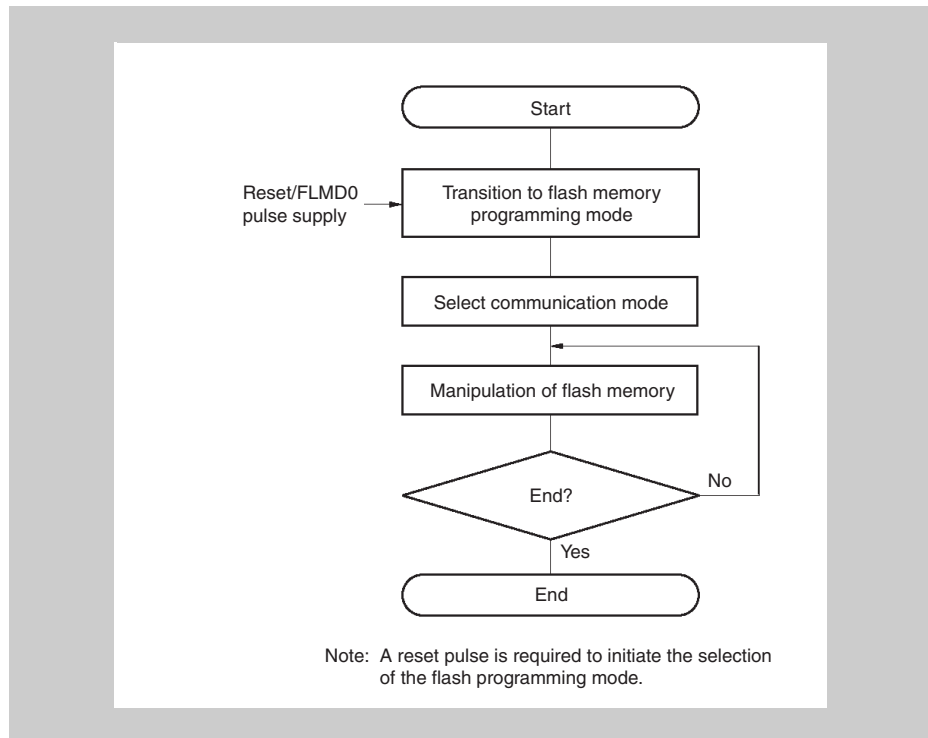 Start
Reset/FLMD0
pulse supply
Transition to flash memory
programming mode
Select communication mode
Manipulation of flash memory
End?
No
Yes
End
Note: A reset pulse is required to initiate the selection
of the flash programming mode.